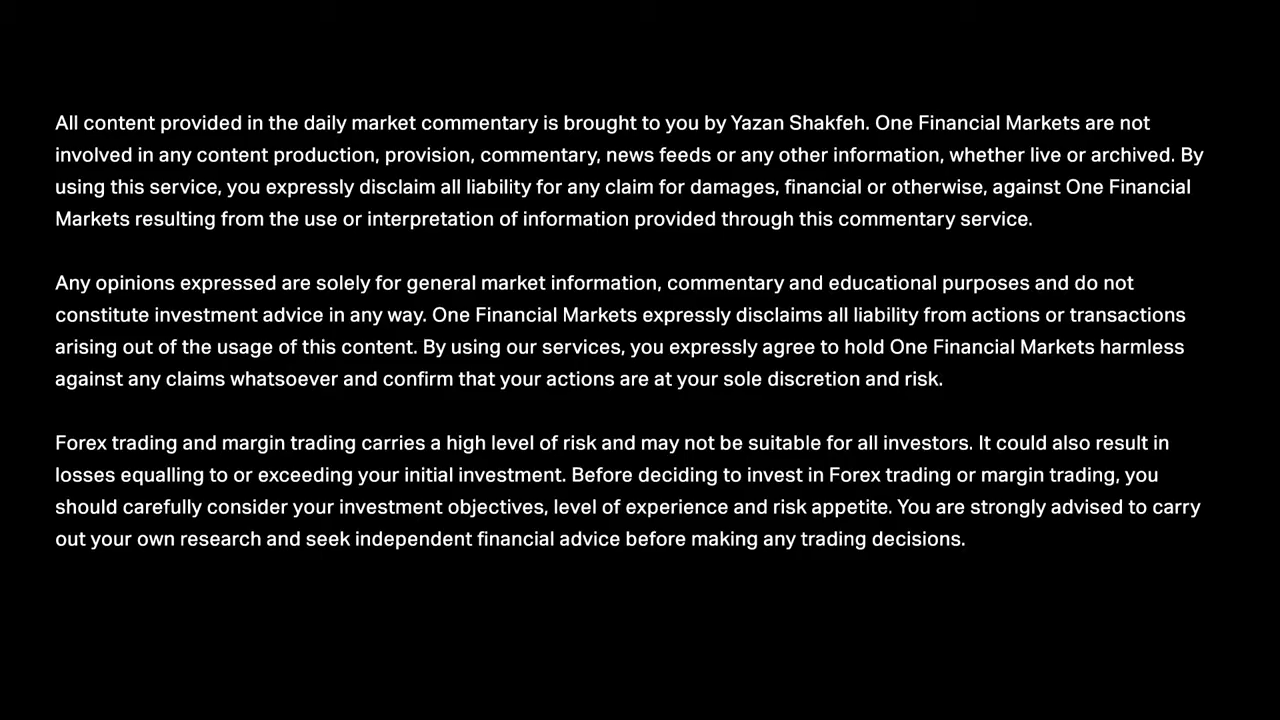 All content provided in the daily market commentary is brought to you by Yazan Shakfeh. One Financial Markets are not
involved in any content production, provision, commentary, news feeds or any other information, whether live or archived. By
using this service, you expressly disclaim all liability for any claim for damages, financial or otherwise, against One Financial
Markets resulting from the use or interpretation of information provided through this commentary service.
Any opinions expressed are solely for general market information, commentary and educational purposes and do not
constitute investment advice in any way. One Financial Markets expressly disclaims all liability from actions or transactions
arising out of the usage of this content. By using our services, you expressly agree to hold One Financial Markets harmless
against any claims whatsoever and confirm that your actions are at your sole discretion and risk.
Forex trading and margin trading carries a high level of risk and may not be suitable for all investors. It could also result in
losses equalling to or exceeding your initial investment. Before deciding to invest in Forex trading or margin trading, you
should carefully consider your investment objectives, level of experience and risk appetite. You are strongly advised to carry
out your own research and seek independent financial advice before making any trading decisions.